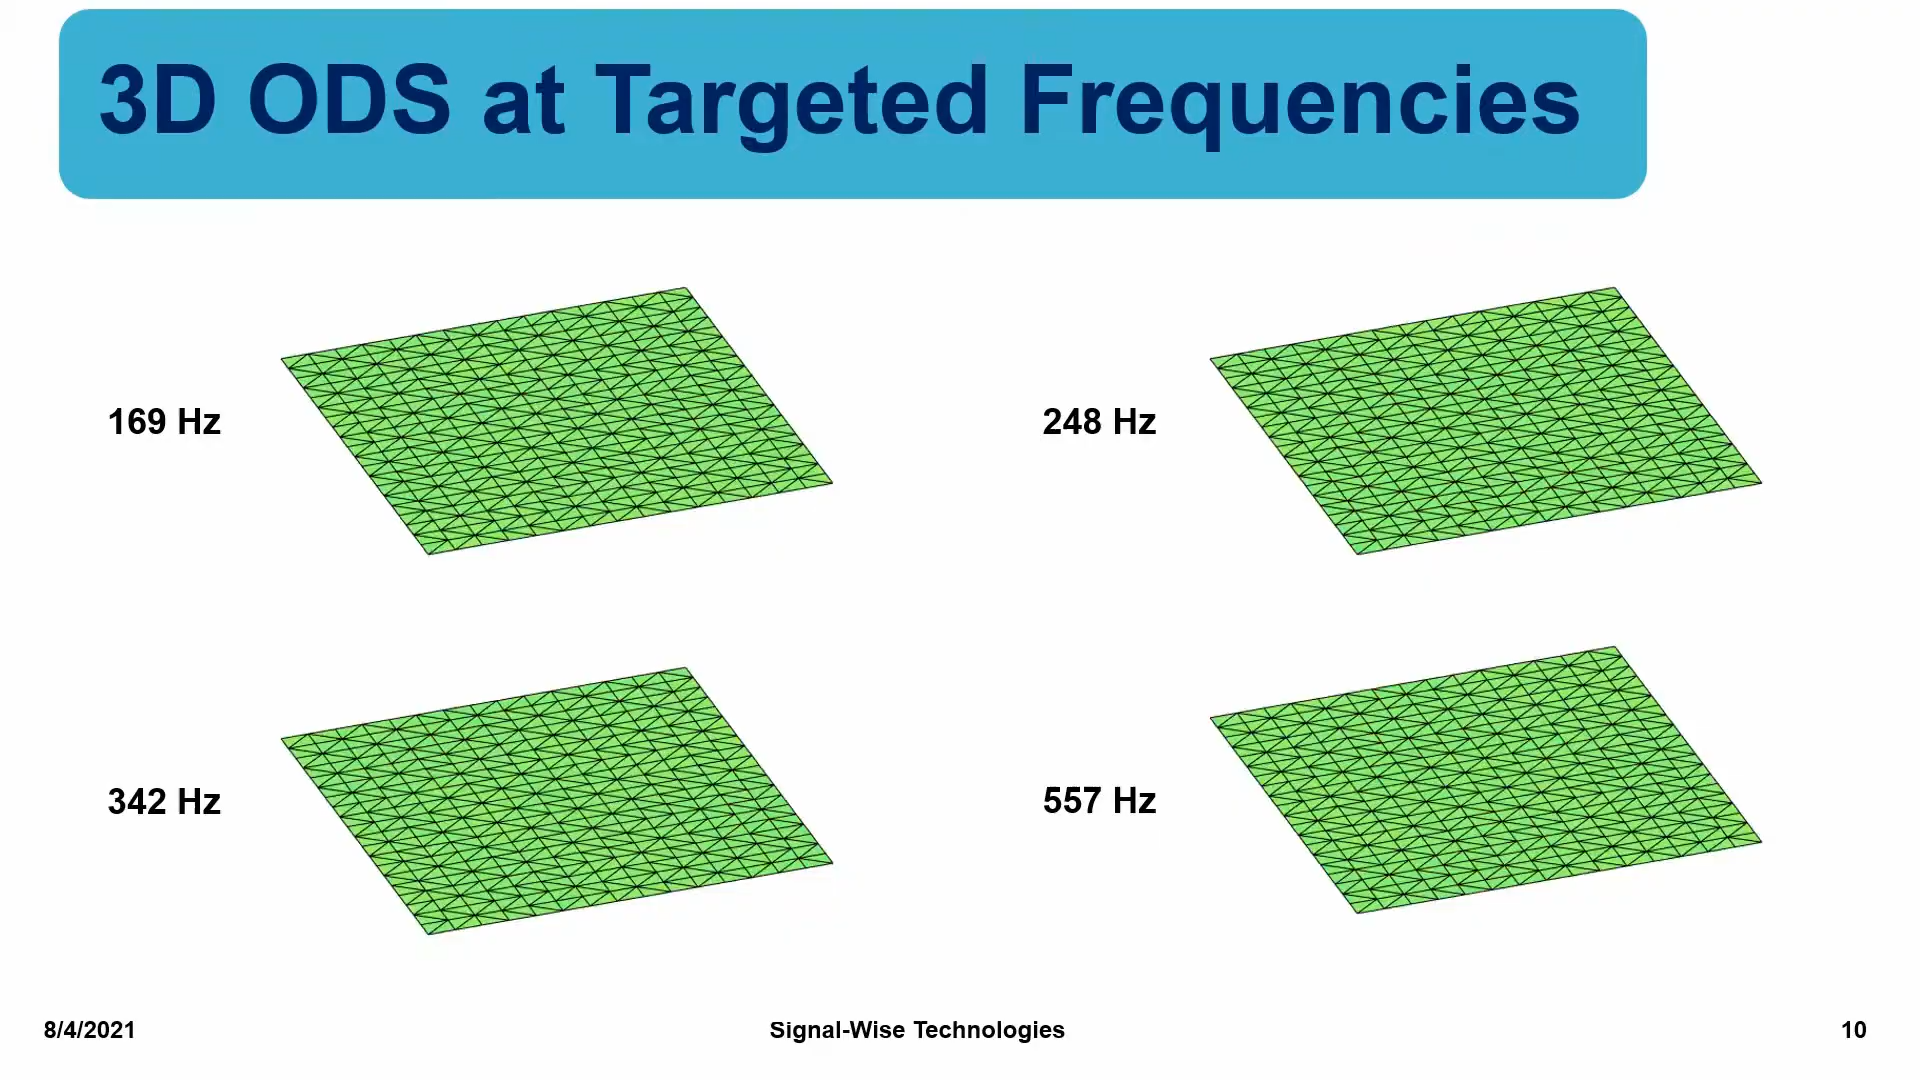 3D ODS at Targeted Frequencies
169 Hz
248 Hz
342 Hz
557 Hz
8/4/2021
Signal-Wise Technologies
10